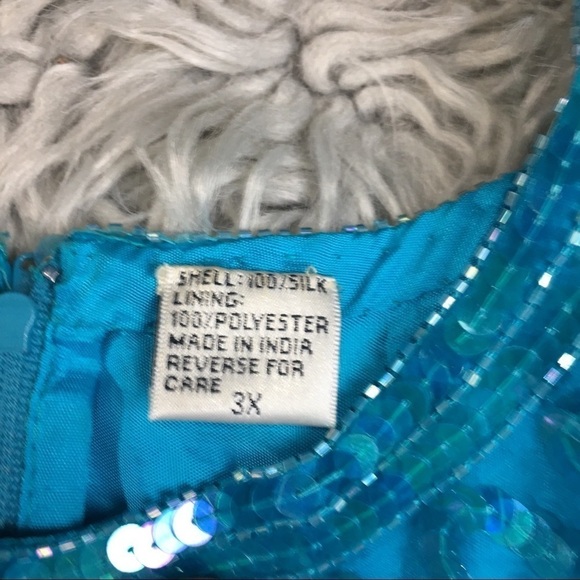 SHELL: 100% SILK
LINING:
100% POLYESTER
MADE IN INDIA
REVERSE FOR
CARE
3X